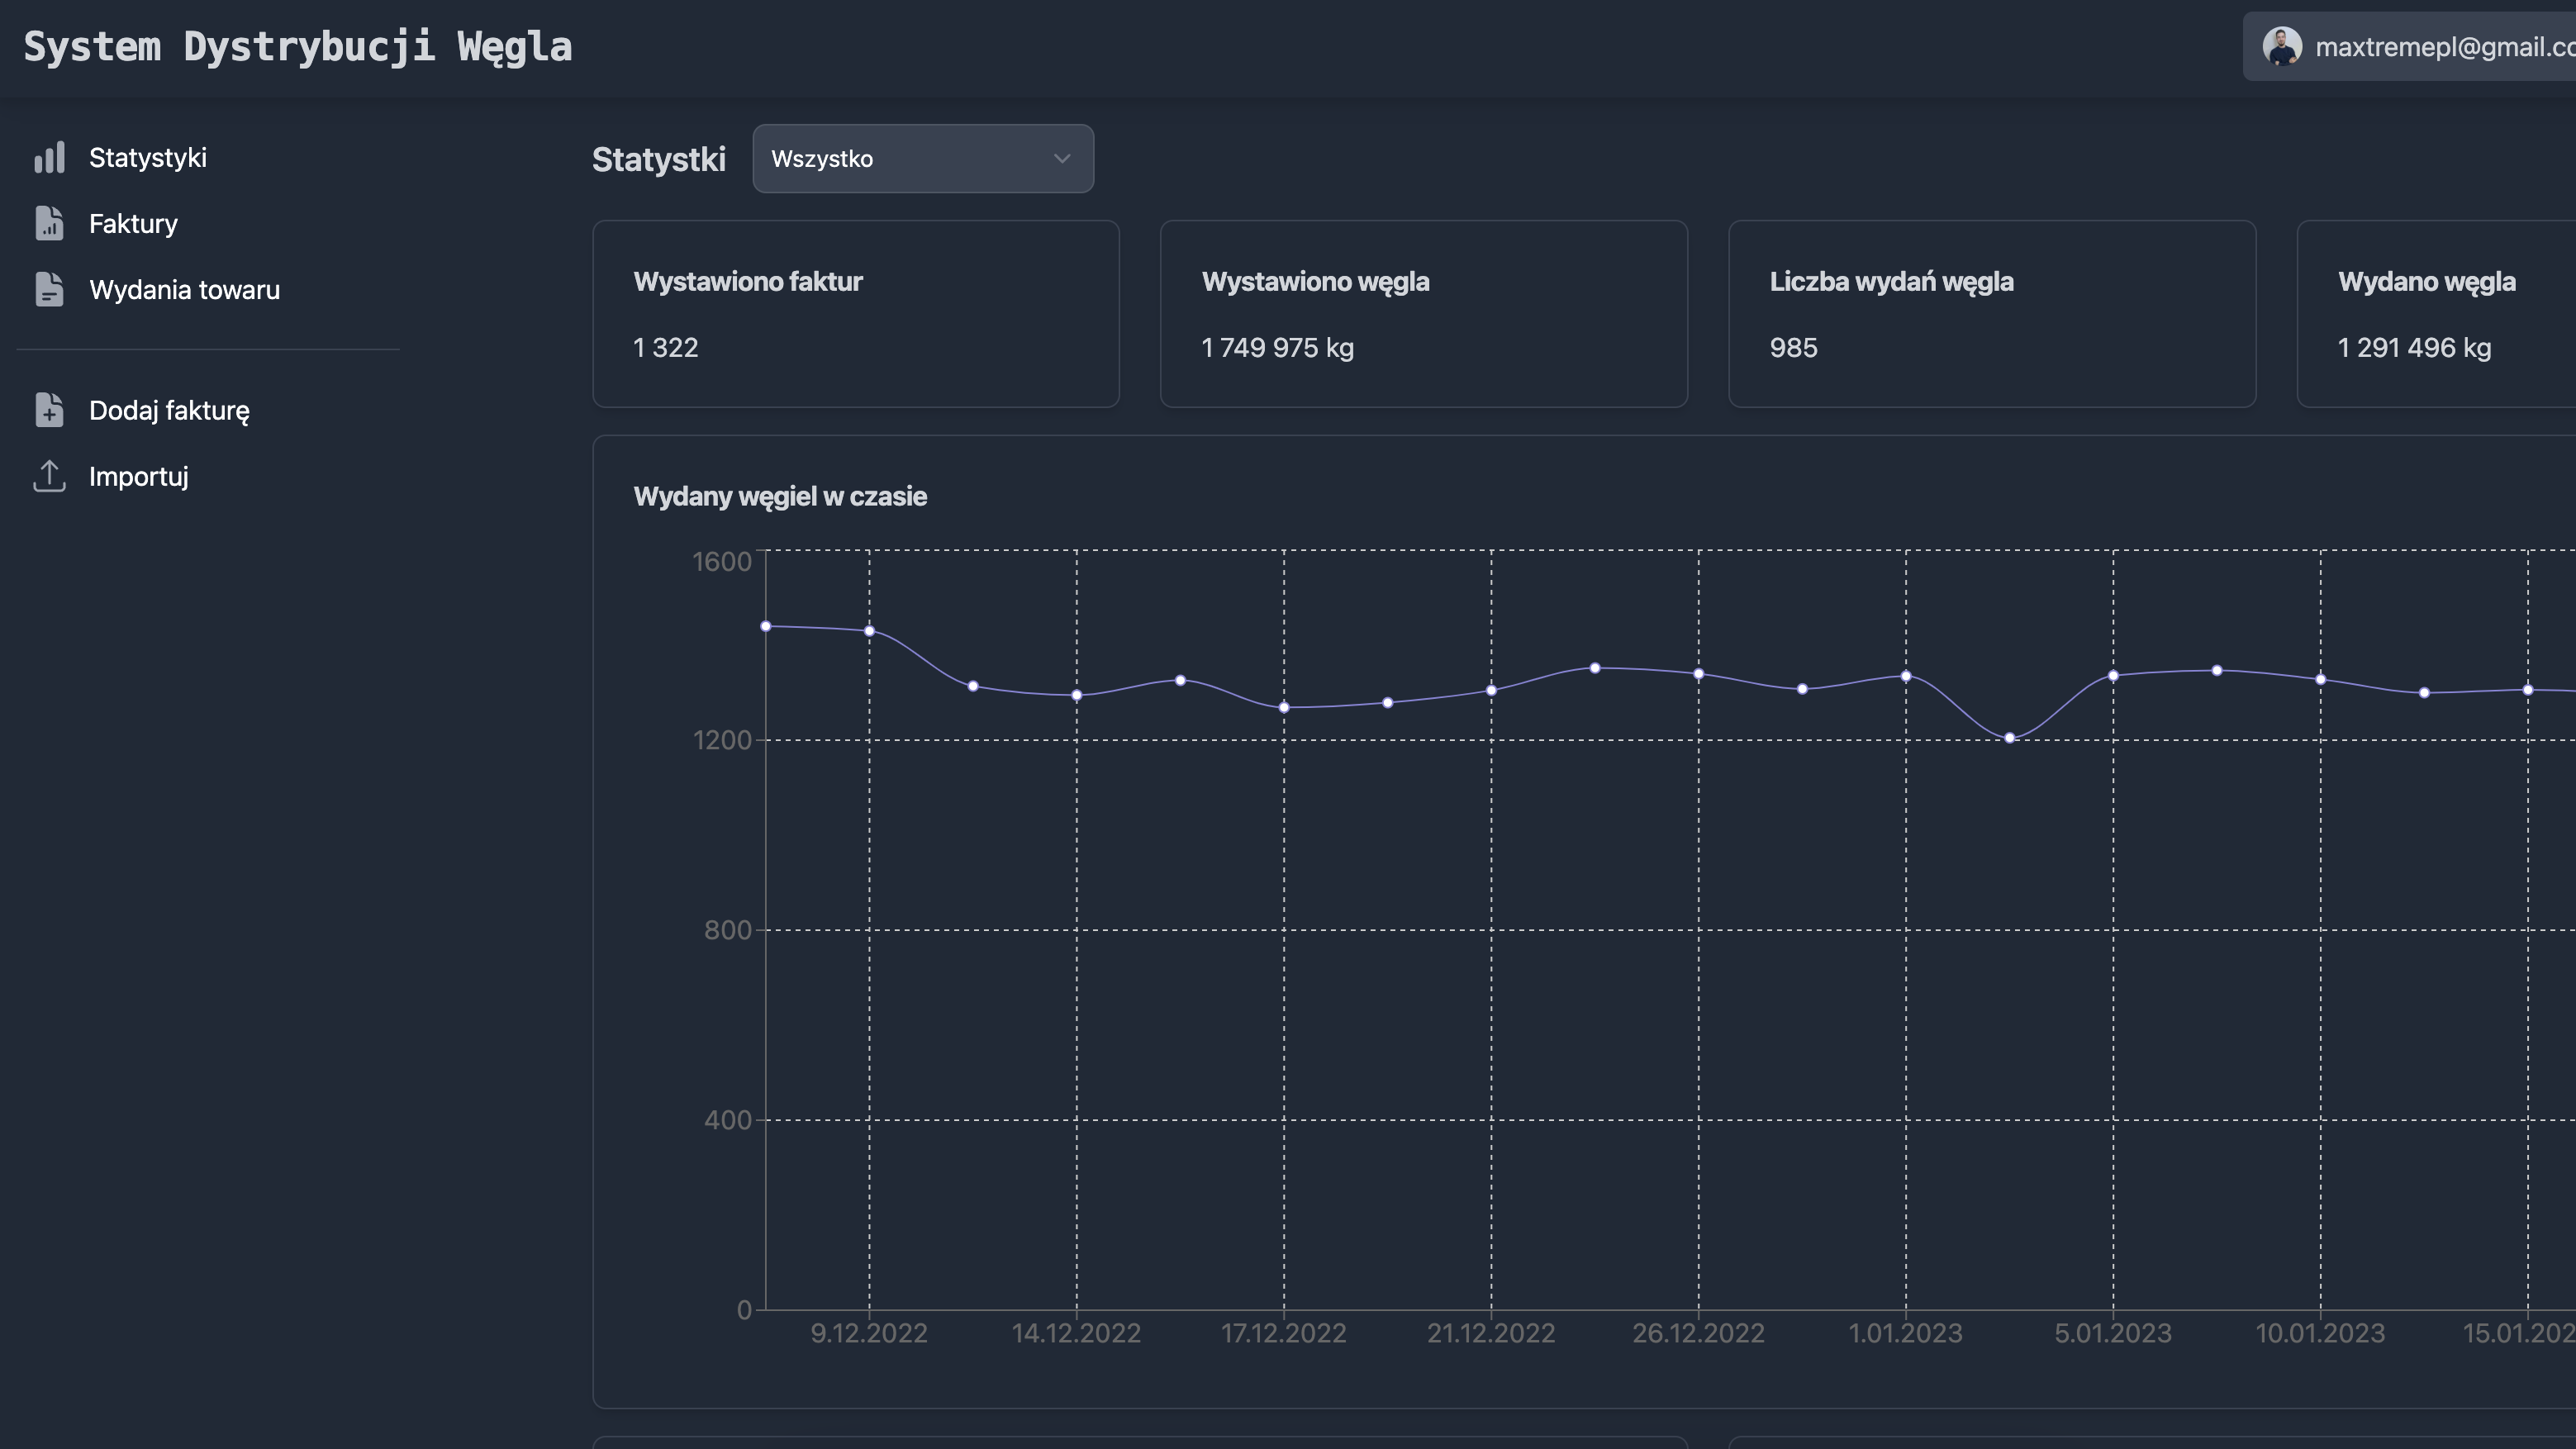 System Dystrybucji Węgla
maxtremepl@gmail.co
Statystyki
Faktury
Wydania towaru
Dodaj fakturę
Importuj
Statystki
Wszystko
Wystawiono faktur
1 322
Wystawiono węgla
1 749 975 kg
Liczba wydań węgla
985
Wydano węgla
1 291 496 kg
Wydany węgiel w czasie
1600
1200
800
400
0
9.12.2022
14.12.2022
17.12.2022
21.12.2022
26.12.2022
1.01.2023
5.01.2023
10.01.2023
15.01.202